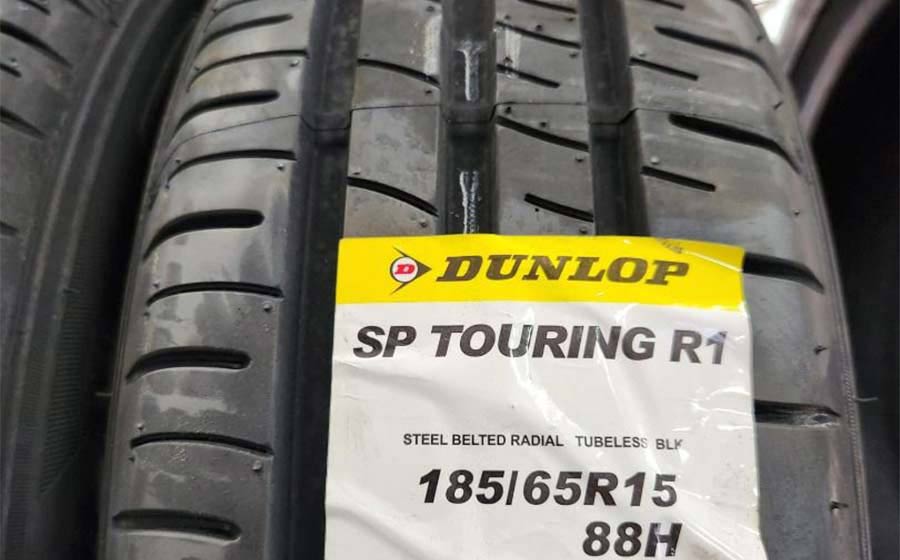 DUNLOP
SP TOURING R1
STEEL BELTED RADIAL TUBELESS BLK
185/65R15
88H